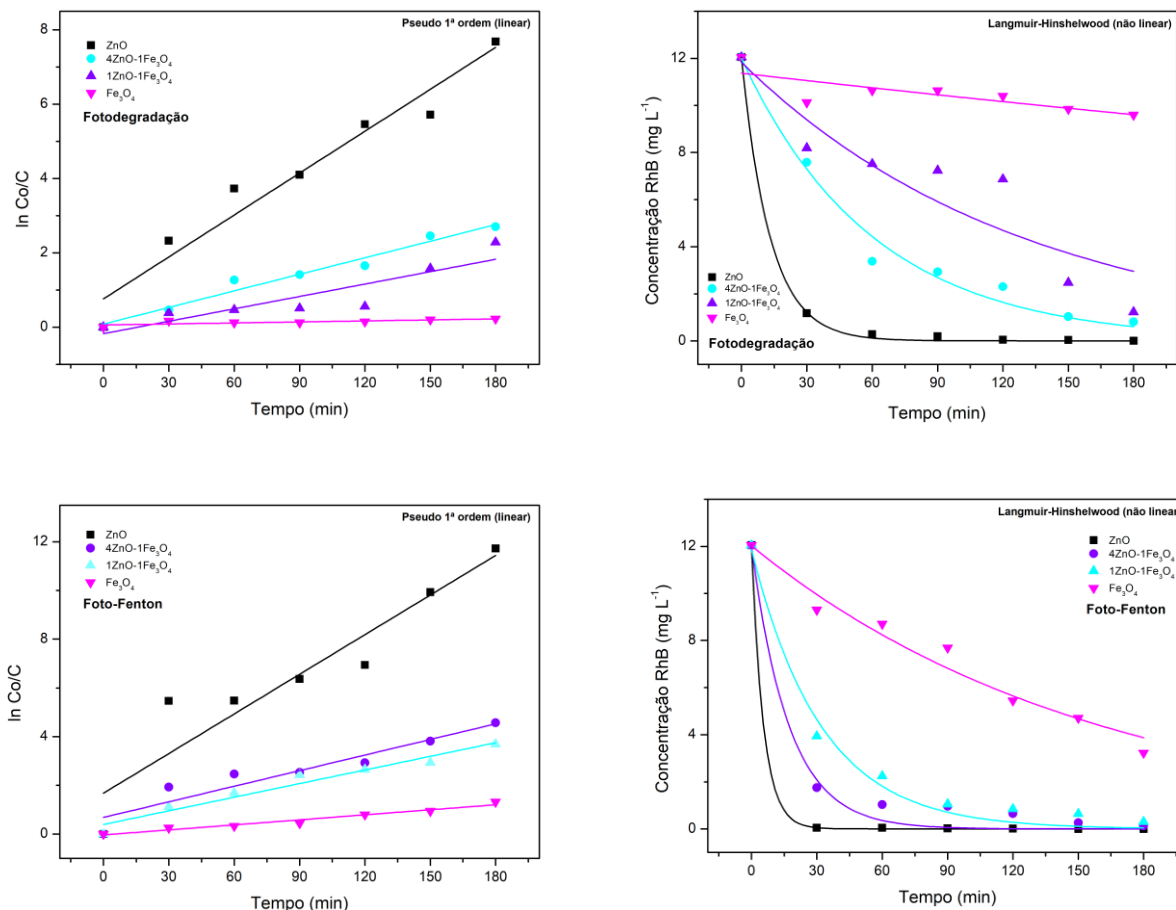 Pseudo 1ª ordem (linear)
ZnO
4ZnO-1Fe₃O₄
1ZnO-1Fe₃O₄
Fe₃O₄
Fotodegradação
ln Co/C
8
6
4
2
0
0 30 60 90 120 150 180
Tempo (min)
Langmuir-Hinshelwood (não linear)
Concentração RhB (mg L⁻¹)
12
8
4
0
ZnO
4ZnO-1Fe₃O₄
1ZnO-1Fe₃O₄
Fe₃O₄
Fotodegradação
0 30 60 90 120 150 180
Tempo (min)
Pseudo 1ª ordem (linear)
ZnO
4ZnO-1Fe₃O₄
1ZnO-1Fe₃O₄
Fe₃O₄
Foto-Fenton
ln Co/C
12
8
4
0
0 30 60 90 120 150 180
Tempo (min)
Langmuir-Hinshelwood (não linear
ZnO
4ZnO-1Fe₃O₄
1ZnO-1Fe₃O₄
Fe₃O₄
Foto-Fenton
Concentração RhB (mg L⁻¹)
12
8
4
0
0 30 60 90 120 150 180
Tempo (min)